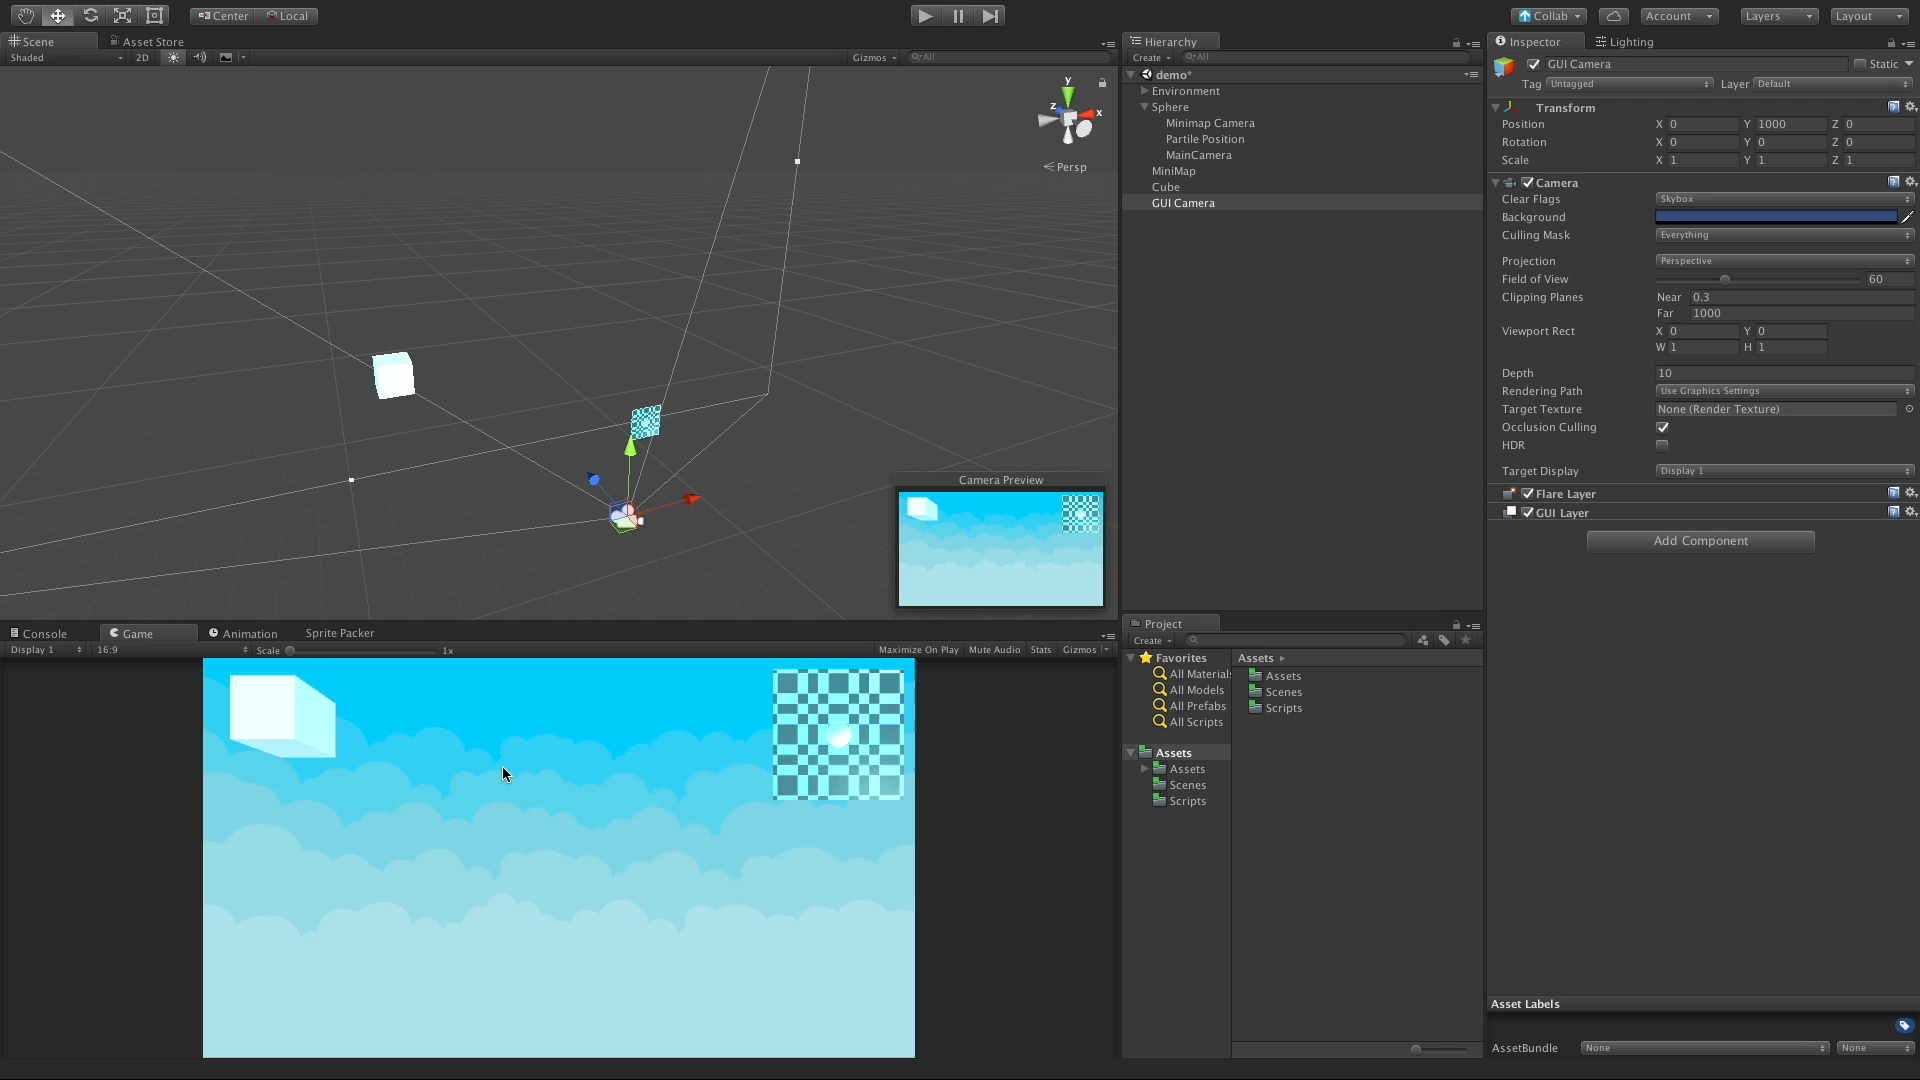 Center Local
Collab Account Layers Layout
Scene Asset Store
Shaded 2D Gizmos All
y
z x
Persp
Camera Preview
Hierarchy
Create All
demo*
Environment
Sphere
Minimap Camera
Partile Position
MainCamera
MiniMap
Cube
GUI Camera
Inspector Lighting
GUI Camera Static
Tag Untagged Layer Default
Transform
Position X 0 Y 1000 Z 0
Rotation X 0 Y 0 Z 0
Scale X 1 Y 1 Z 1
Camera
Clear Flags Skybox
Background
Culling Mask Everything
Projection Perspective
Field of View 60
Clipping Planes Near 0.3
Far 1000
Viewport Rect X 0 Y 0
W 1 H 1
Depth 10
Rendering Path Use Graphics Settings
Target Texture None (Render Texture)
Occlusion Culling
HDR
Target Display Display 1
Flare Layer
GUI Layer
Add Component
Console Game Animation Sprite Packer
Display 1 16:9 Scale 1x Maximize On Play Mute Audio Stats Gizmos
Project
Create
Favorites
All Materials
All Models
All Prefabs
All Scripts
Assets
Assets
Scenes
Scripts
Assets
Assets
Scenes
Scripts
Asset Labels
AssetBundle None None